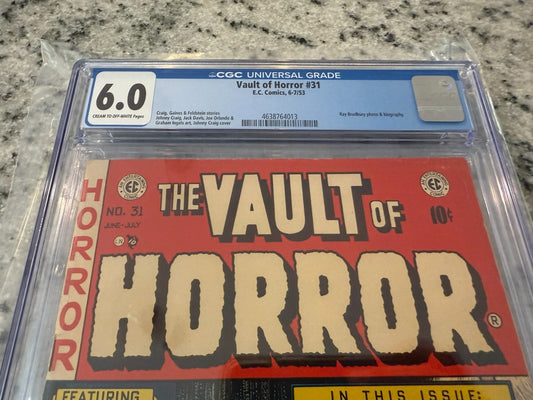 CGC UNIVERSAL GRADE
6.0
CREAM TO OFF-WHITE Pages
Vault of Horror #31
E.C. Comics, 6-7/53
Craig, Gaines & Feldstein stories
Johnny Craig, Jack Davis, Joe Orlando &
Graham Ingels art, Johnny Craig cover
4638764013
Ray Bradbury photo & biography.
HORROR
NO. 31
JUNE-JULY
EC
THE VAULT OF
EC
10¢
HORROR
®
FEATURING
IN THIS ISSUE: